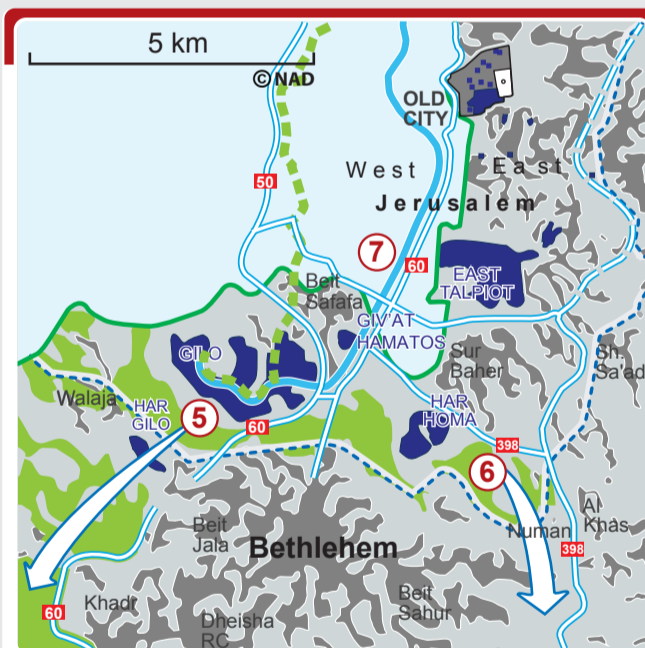 5 km
© NAD
OLD
CITY
West
East
Jerusalem
50
7
60
EAST
TALPIOT
Beit
Safafa
GIV'AT
HAMATOS
GILO
Sur
Baher
Sh.
Sa'ad
Walaja
HAR
GILO
5
60
HAR
HOMA
398
6
Al
Khas
Numan
398
Beit
Jala
Bethlehem
60
Khadr
Dheisha
RC
Beit
Sahur